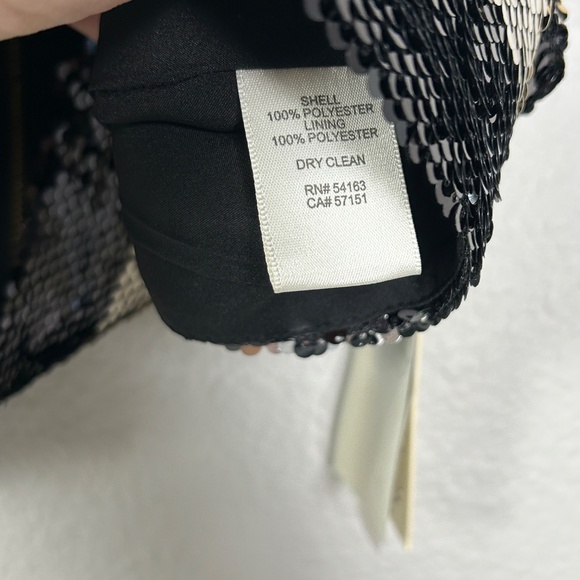 SHELL
100% POLYESTER
LINING
100% POLYESTER
DRY CLEAN
RN# 54163
CA# 57151